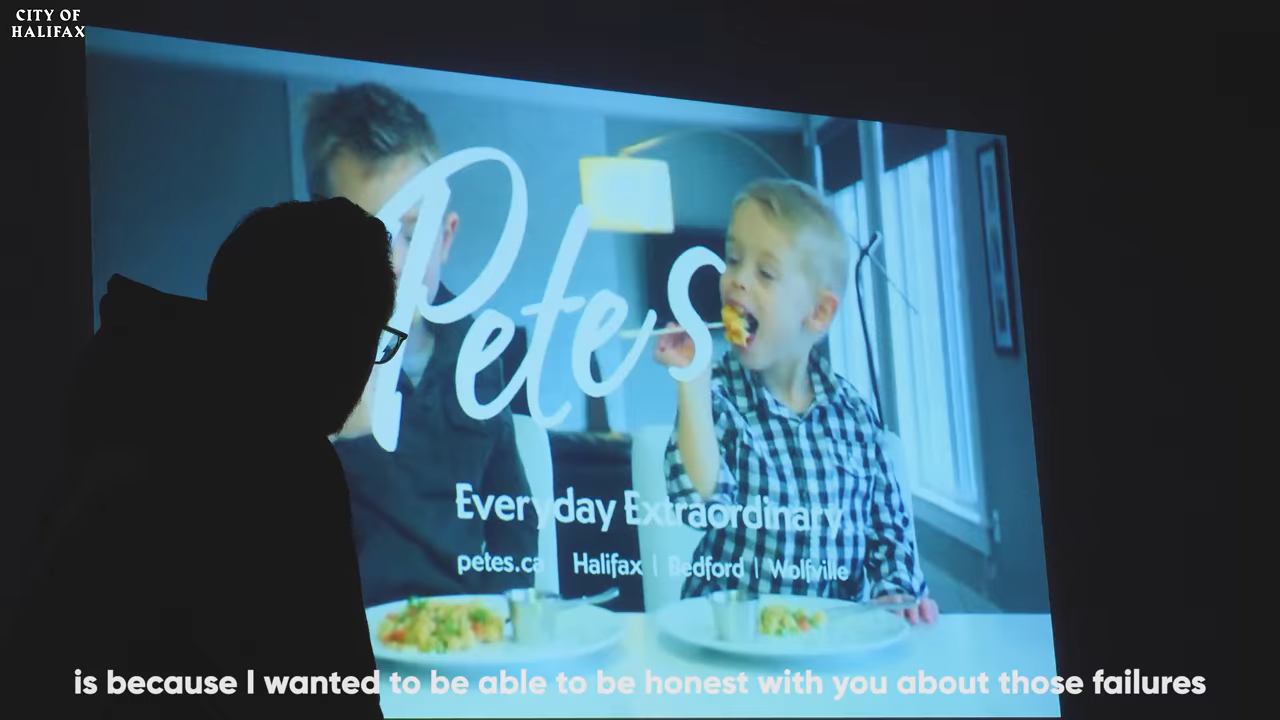 CITY OF
HALIFAX
Petes
Everyday Extraordinary
petes.ca Halifax | Bedford | Wolfville
is because I wanted to be able to be honest with you about those failures